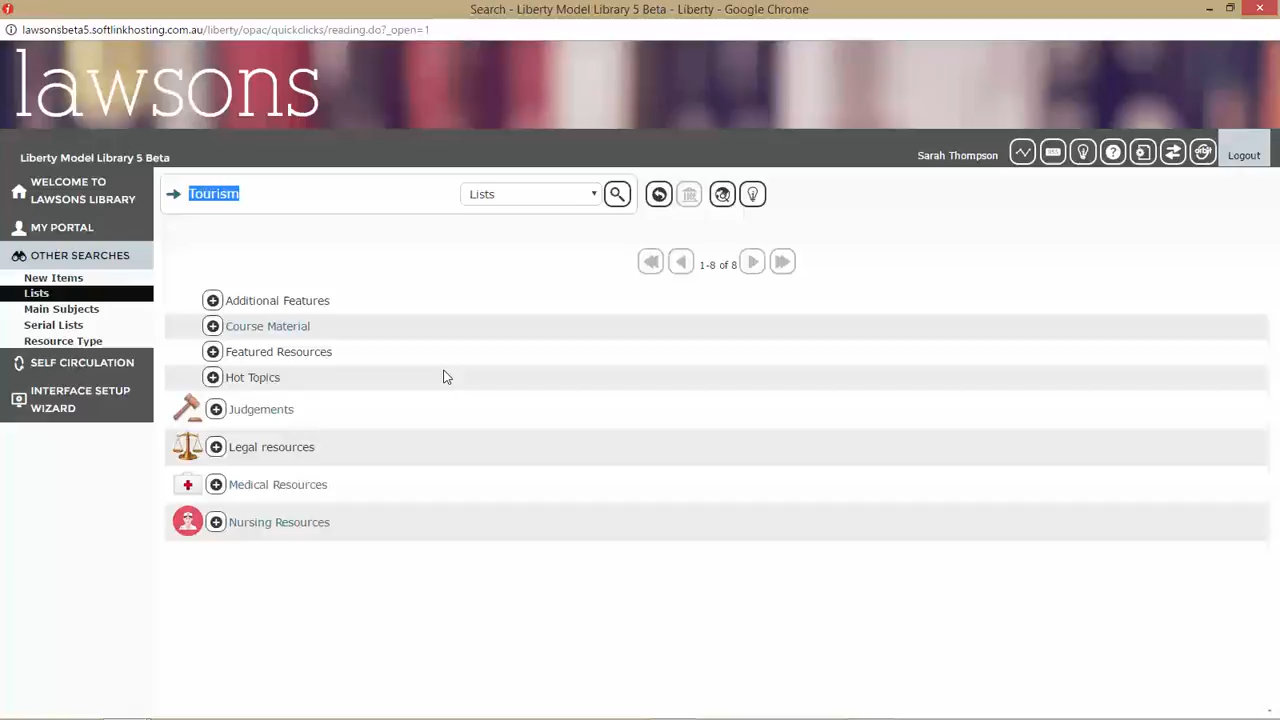 Search - Liberty Model Library 5 Beta - Liberty - Google Chrome
lawsonsbeta5.softlinkhosting.com.au/liberty/opac/quickclicks/reading.do?_open=1
lawsons
Liberty Model Library 5 Beta
Sarah Thompson
Logout
WELCOME TO
LAWSONS LIBRARY
MY PORTAL
OTHER SEARCHES
New Items
Lists
Main Subjects
Serial Lists
Resource Type
SELF CIRCULATION
INTERFACE SETUP
WIZARD
Tourism
Lists
1-8 of 8
Additional Features
Course Material
Featured Resources
Hot Topics
Judgements
Legal resources
Medical Resources
Nursing Resources